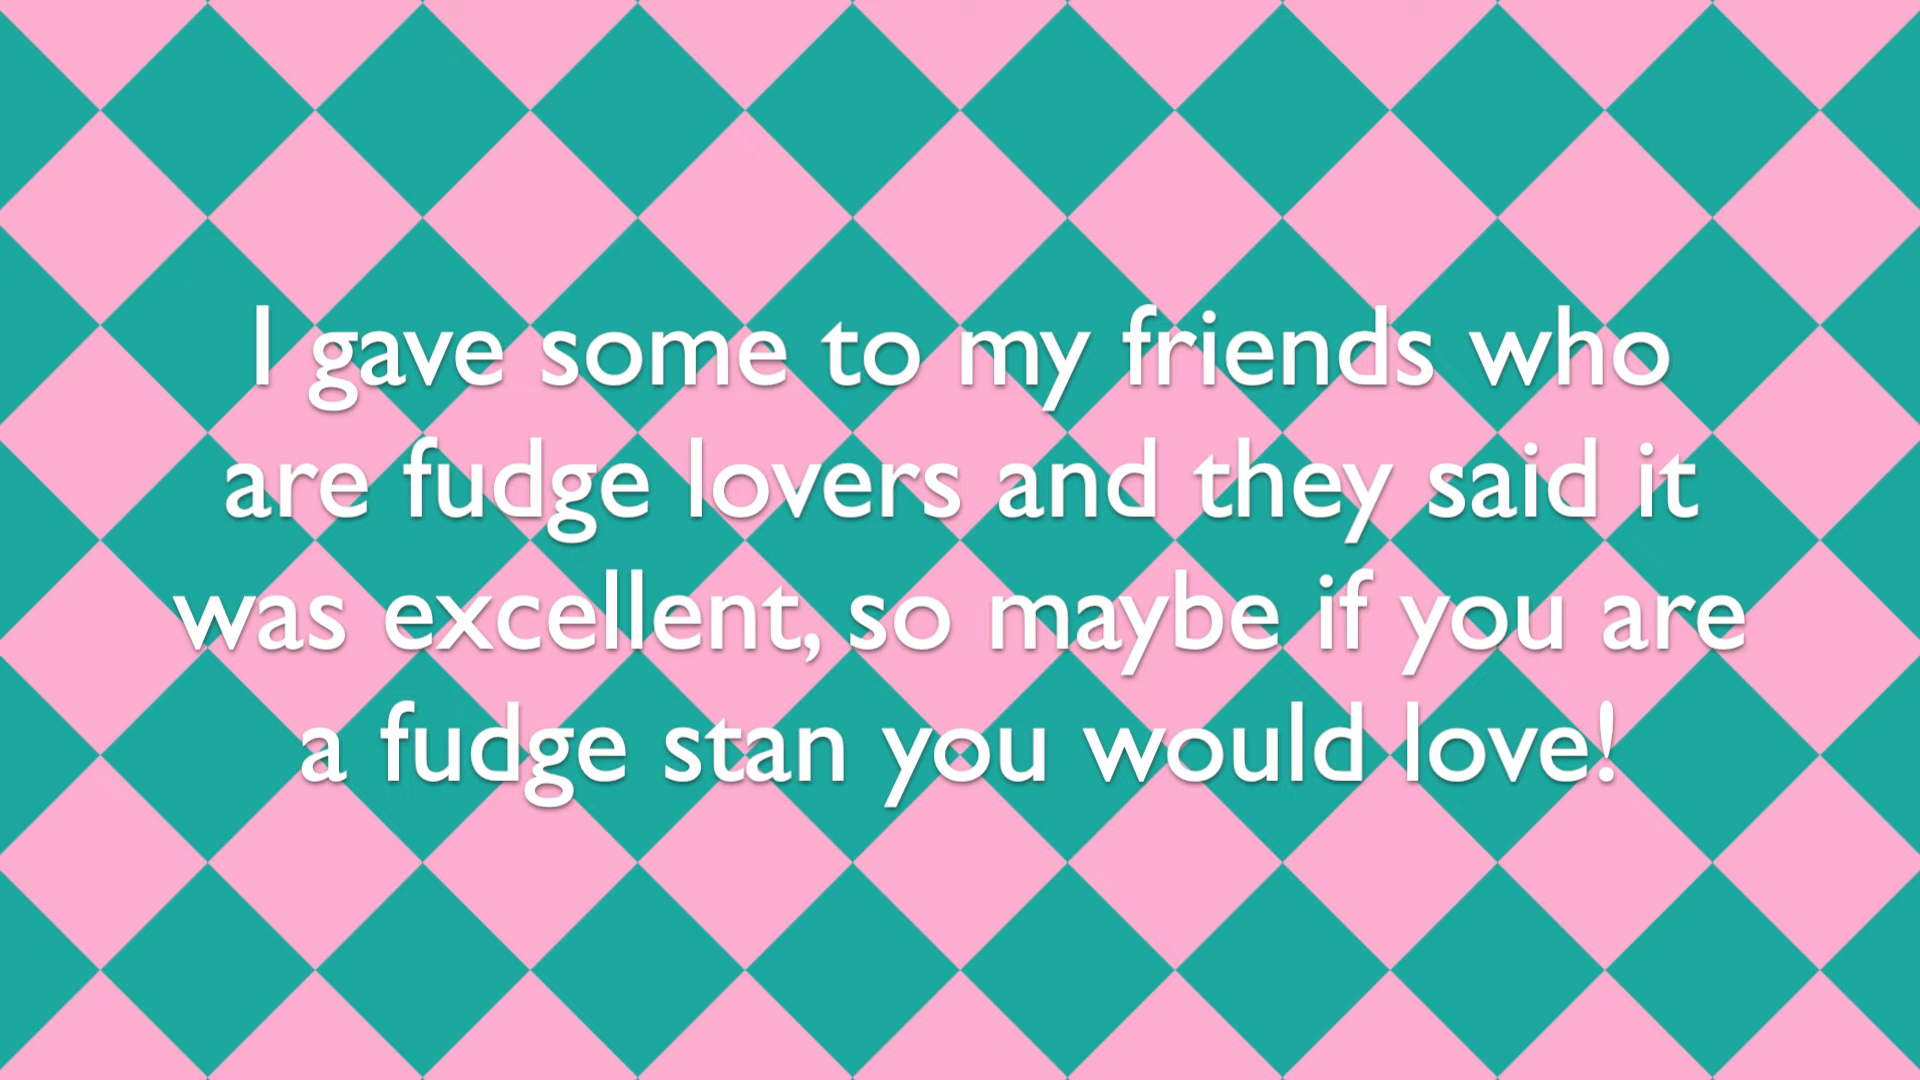 I gave some to my friends who
are fudge lovers and they said it
was excellent, so maybe if you are
a fudge stan you would love!